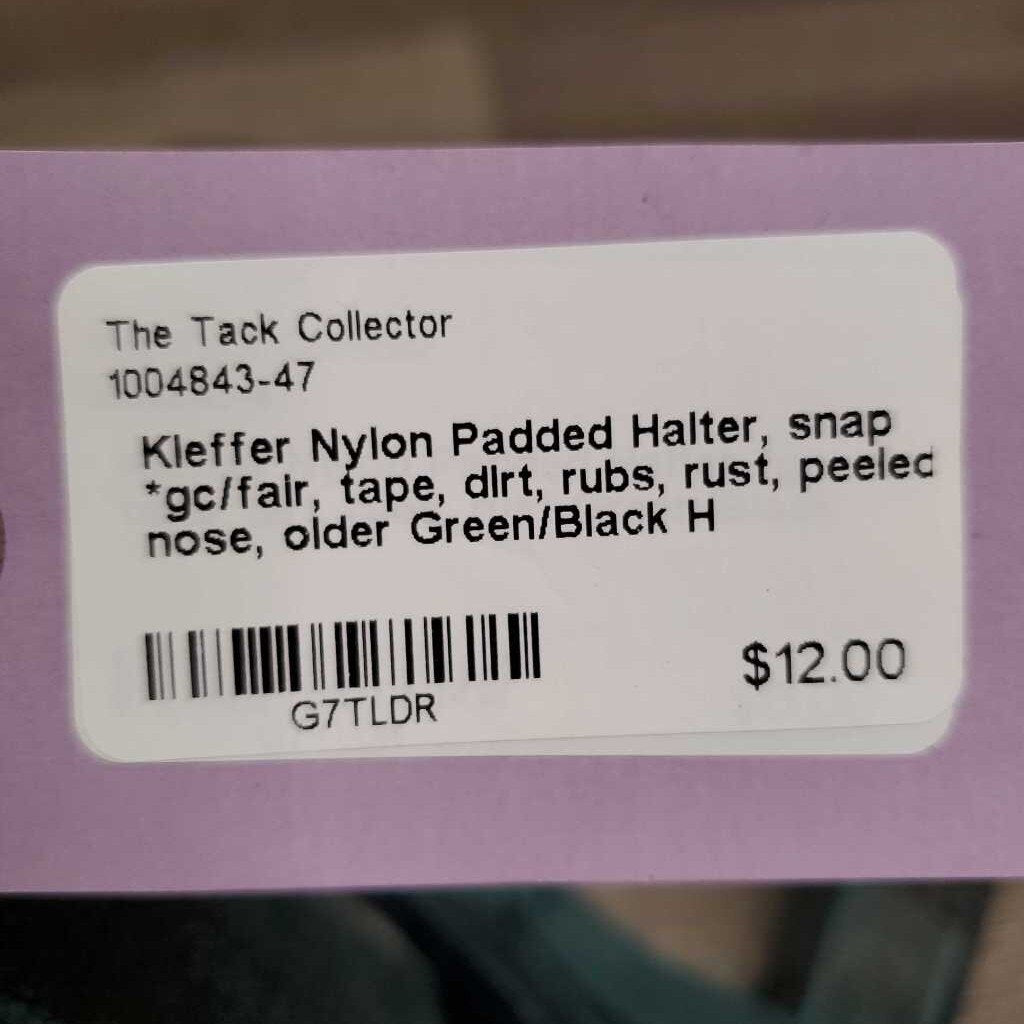 The Tack Collector
1004843-47
Kieffer Nylon Padded Halter, snap
*gc/fair, tape, dirt, rubs, rust, peeled
nose, older Green/Black H
G7TLDR
$12.00